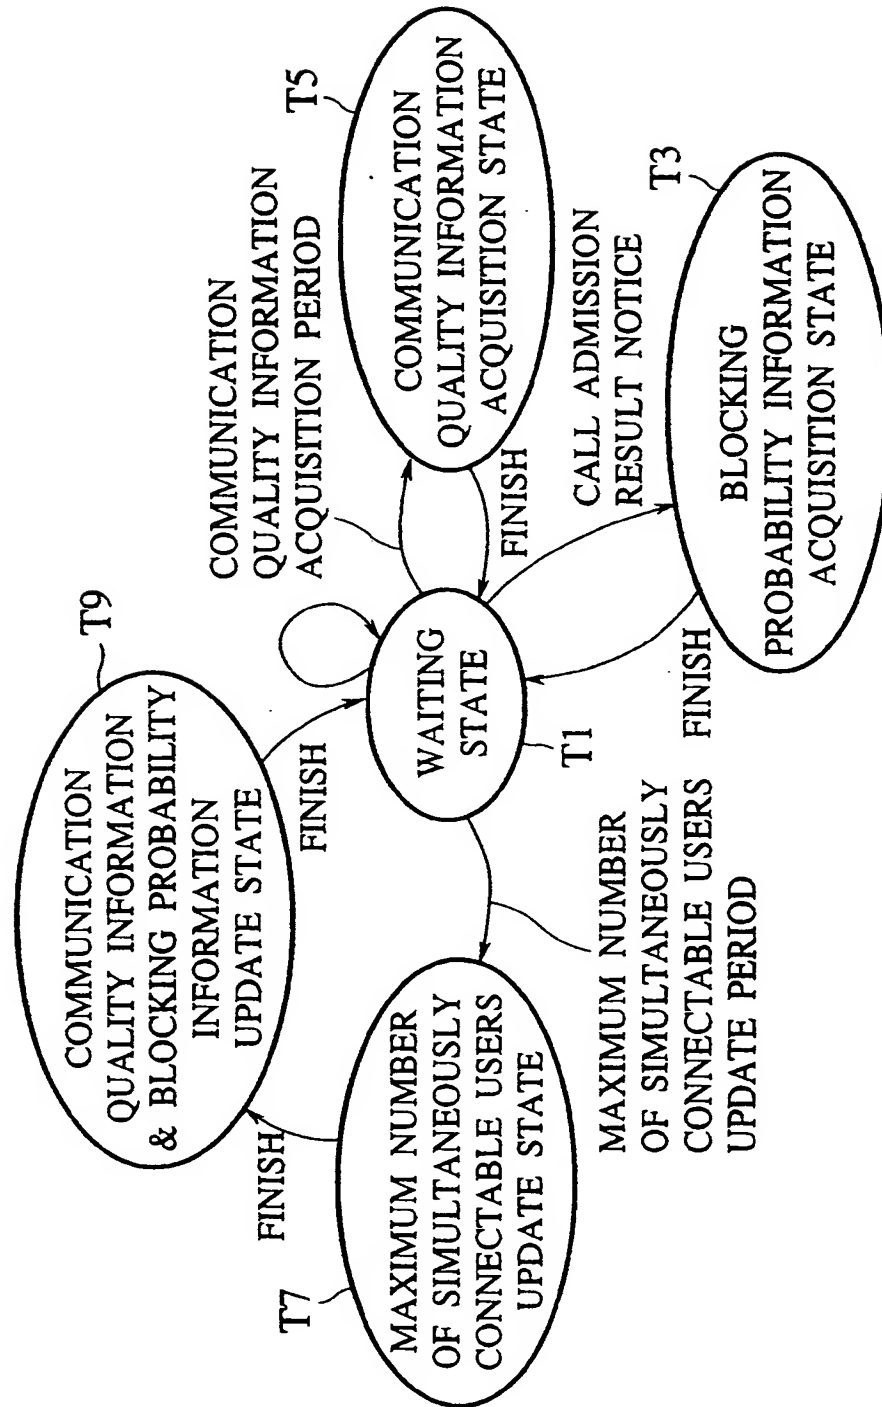 T9
COMMUNICATION
QUALITY INFORMATION
& BLOCKING PROBABILITY
INFORMATION
UPDATE STATE
FINISH
FINISH
T7
MAXIMUM NUMBER
OF SIMULTANEOUSLY
CONNECTABLE USERS
UPDATE STATE
MAXIMUM NUMBER
OF SIMULTANEOUSLY
CONNECTABLE USERS
UPDATE PERIOD
WAITING
STATE
T1
COMMUNICATION
QUALITY INFORMATION
ACQUISITION PERIOD
T5
COMMUNICATION
QUALITY INFORMATION
ACQUISITION STATE
FINISH
CALL ADMISSION
RESULT NOTICE
FINISH
T3
BLOCKING
PROBABILITY INFORMATION
ACQUISITION STATE